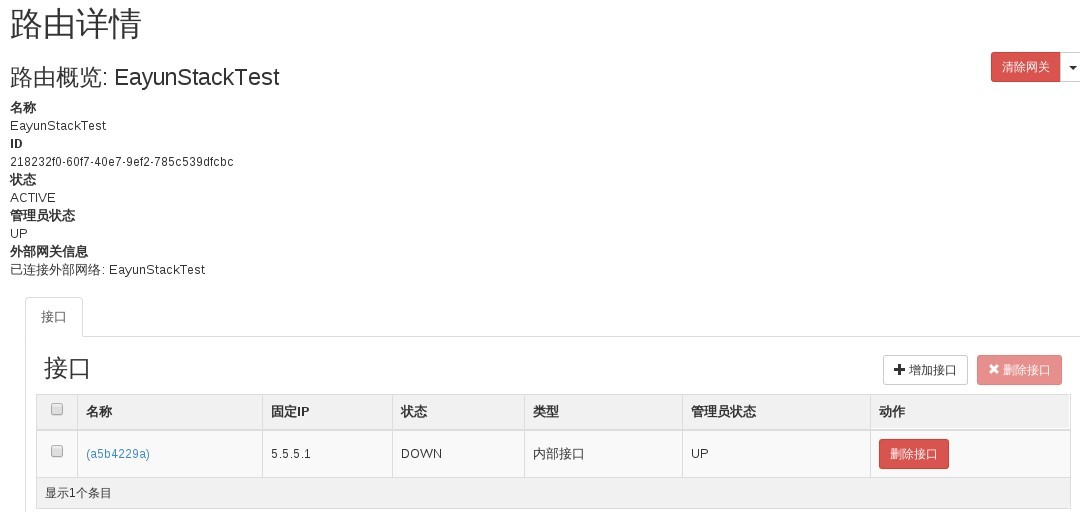 路由详情
路由概览: EayunStackTest
清除网关
名称
EayunStackTest
ID
218232f0-60f7-40e7-9ef2-785c539dfcbc
状态
ACTIVE
管理员状态
UP
外部网关信息
已连接外部网络: EayunStackTest
接口
接口
增加接口 删除接口
名称 固定IP 状态 类型 管理员状态 动作
(a5b4229a) 5.5.5.1 DOWN 内部接口 UP 删除接口
显示1个条目